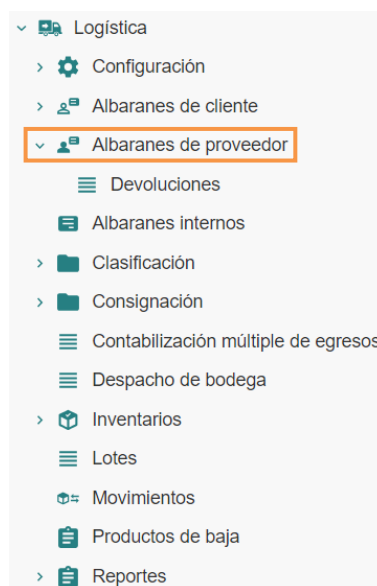 Logística
Configuración
Albaranes de cliente
Albaranes de proveedor
Devoluciones
Albaranes internos
Clasificación
Consignación
Contabilización múltiple de egresos
Despacho de bodega
Inventarios
Lotes
Movimientos
Productos de baja
Reportes